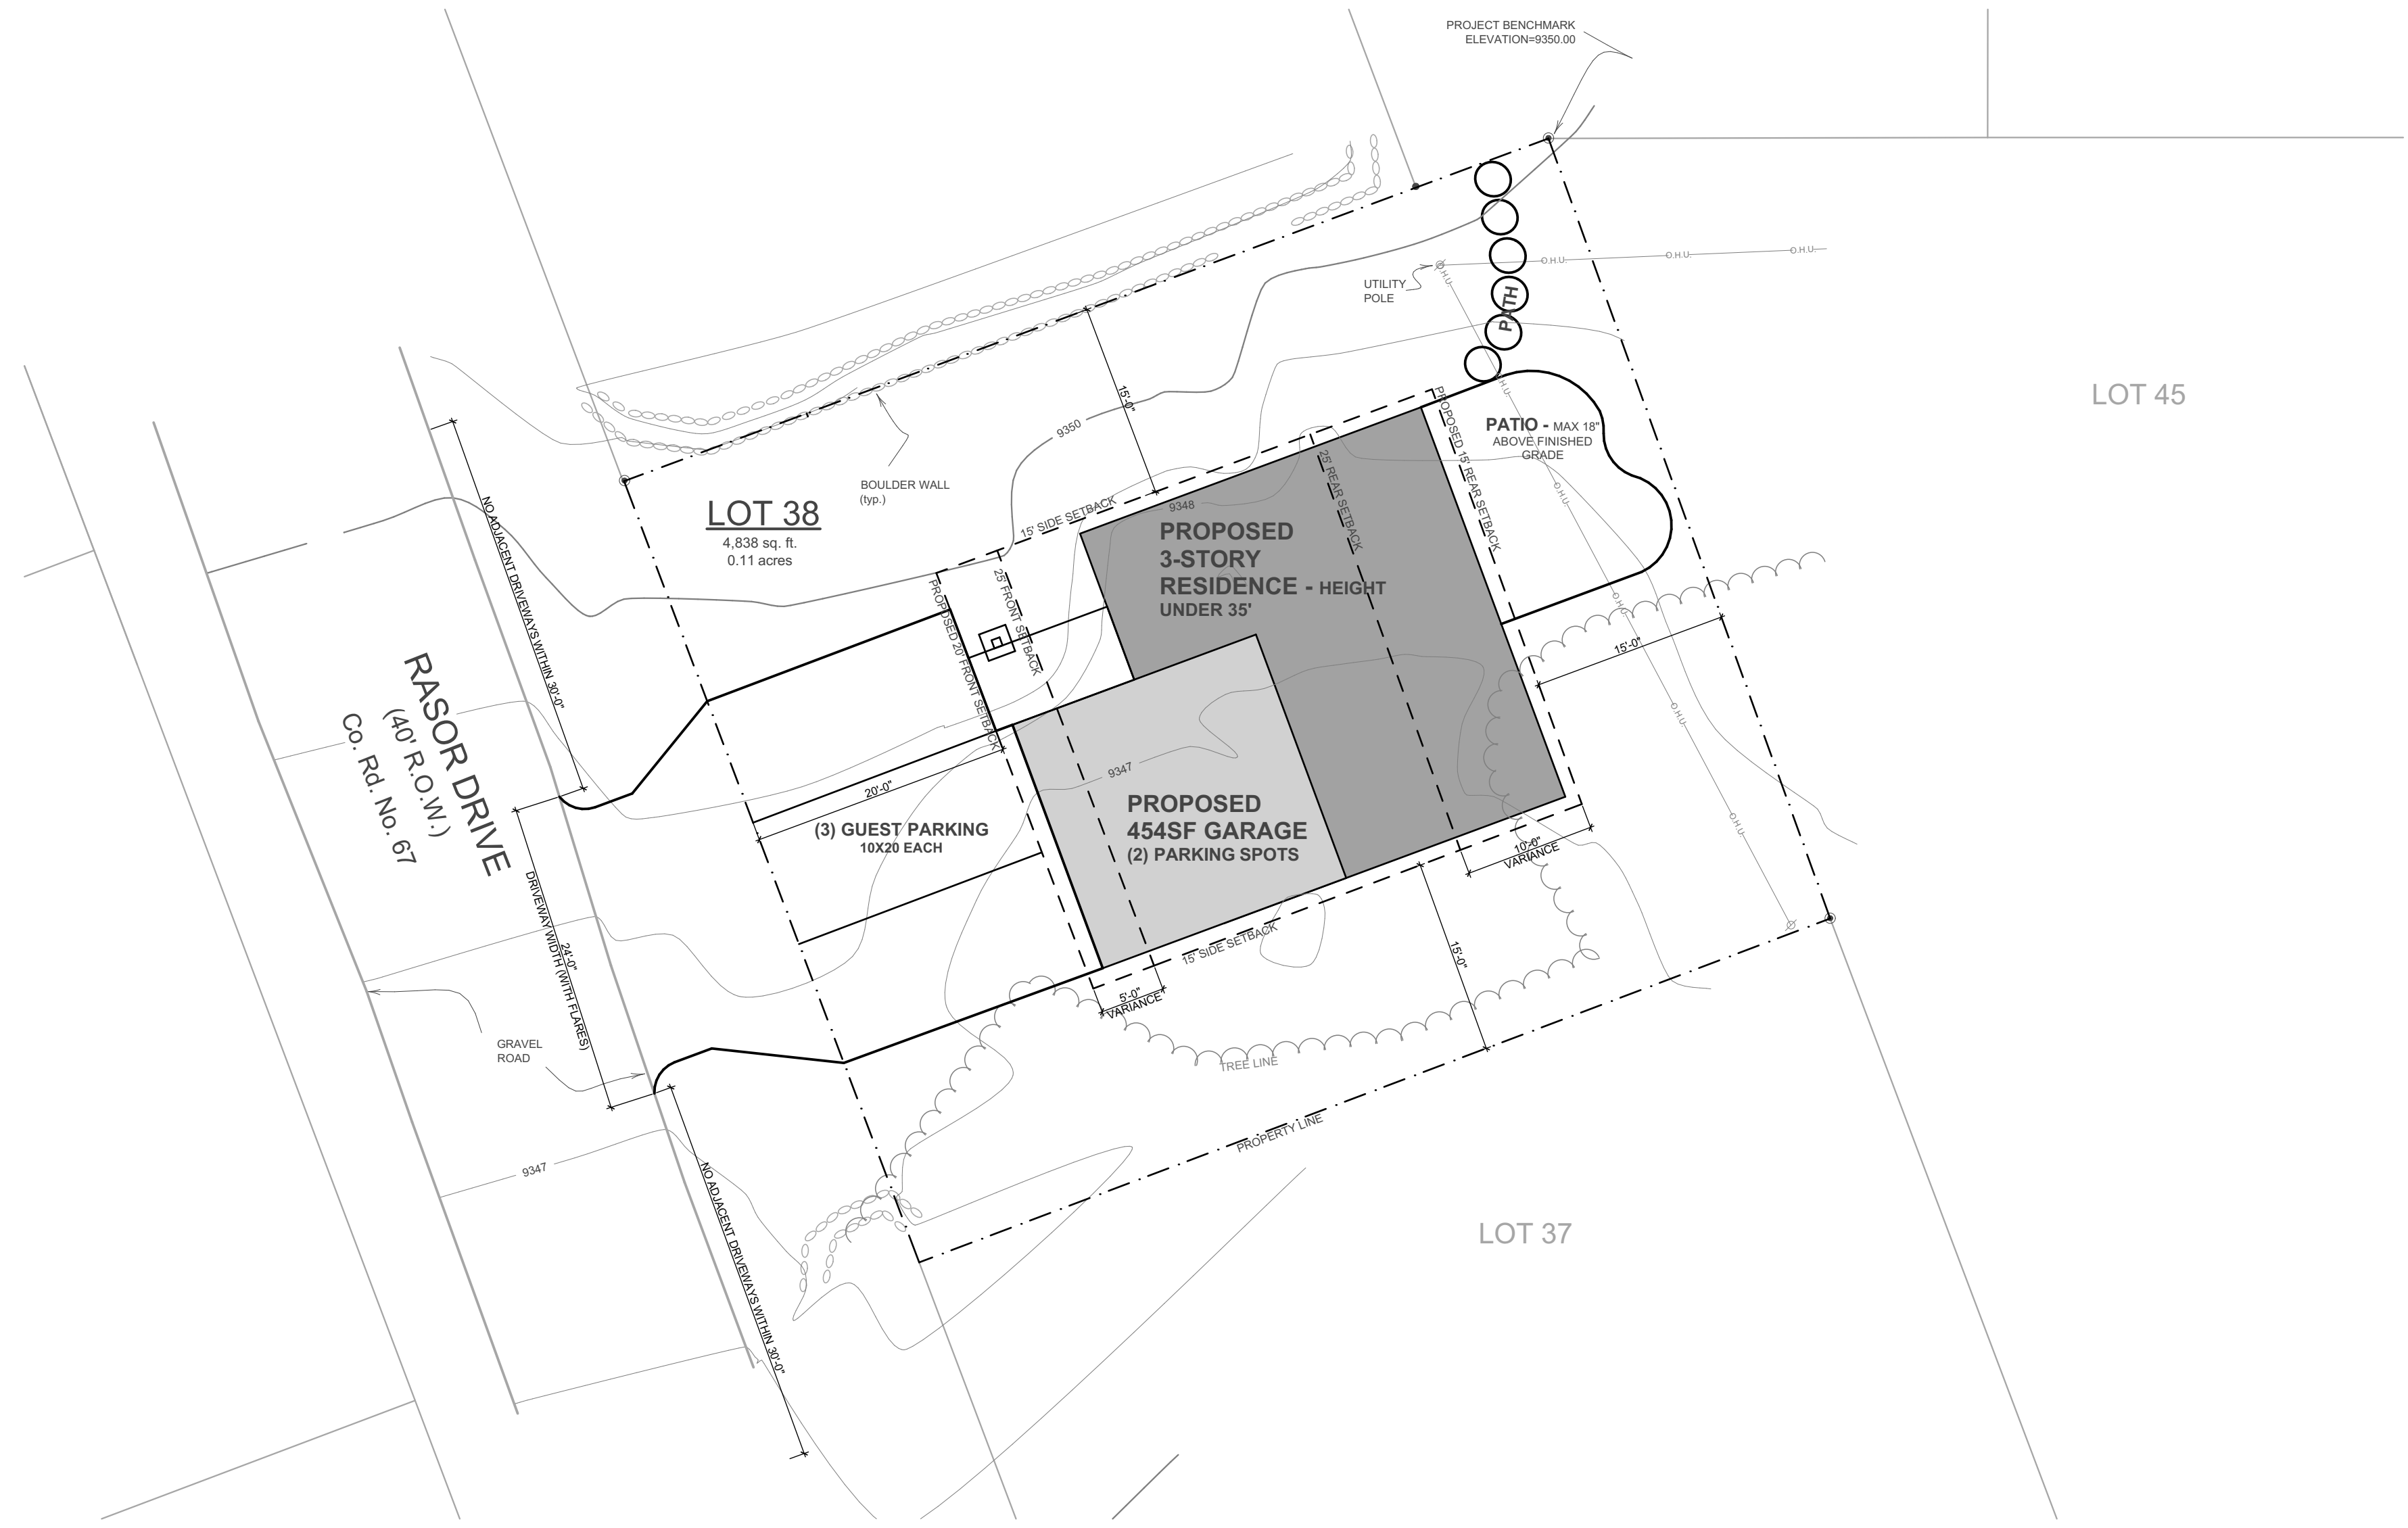 PROJECT BENCHMARK
ELEVATION=9350.00
O.H.U.
O.H.U.
O.H.U.
O.H.U.
UTILITY
POLE
PATH
LOT 45
15'-0"
9350
PATIO - MAX 18"
ABOVE FINISHED
GRADE
O.H.U.
PROPOSED 15' REAR SETBACK
25' REAR SETBACK
BOULDER WALL
(typ.)
LOT 38
4,838 sq. ft.
0.11 acres
15' SIDE SETBACK
9348
O.H.U.
PROPOSED
3-STORY
RESIDENCE - HEIGHT
UNDER 35'
NO ADJACENT DRIVEWAYS WITHIN 30'-0"
PROPOSED 20' FRONT SETBACK
25' FRONT SETBACK
O.H.U.
15'-0"
O.H.U.
RASOR DRIVE
(40' R.O.W.)
Co. Rd. No. 67
20'-0"
9347
(3) GUEST PARKING
10X20 EACH
PROPOSED
454SF GARAGE
(2) PARKING SPOTS
O.H.U.
10'-0"
VARIANCE
24'-0"
DRIVEWAY WIDTH (WITH FLARES)
15' SIDE SETBACK
15'-0"
5'-0"
VARIANCE
GRAVEL
ROAD
TREE LINE
PROPERTY LINE
9347
NO ADJACENT DRIVEWAYS WITHIN 30'-0"
LOT 37